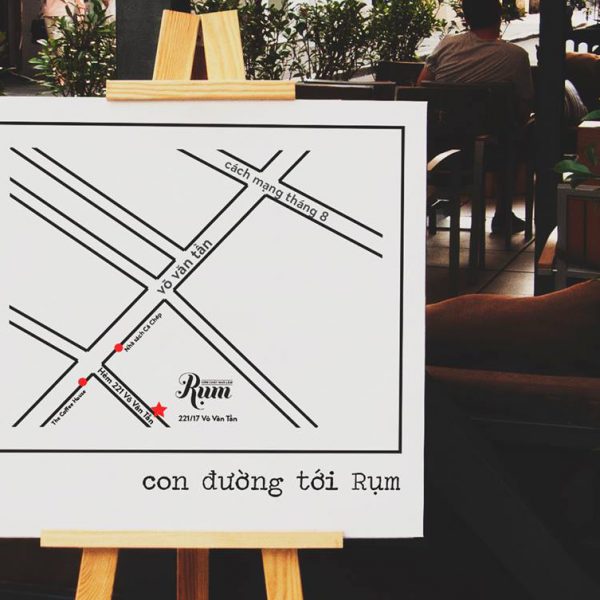 cách mạng tháng 8
võ văn tần
Nhà sách Cá Chép
The Coffee House
Hẻm 221 Võ Văn Tần
Rụm
221/17 Võ Văn Tần
con đường tới Rụm